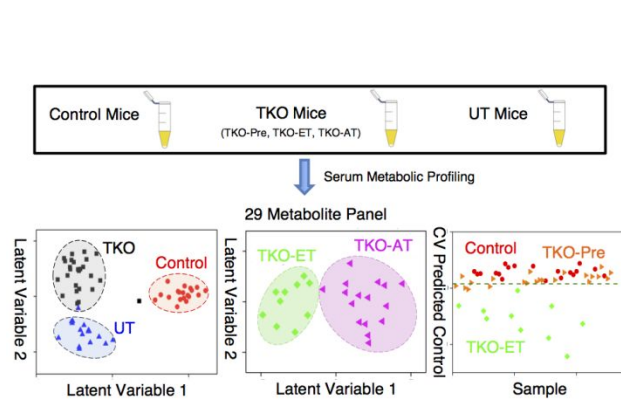 Control Mice
TKO Mice
(TKO-Pre, TKO-ET, TKO-AT)
UT Mice
Serum Metabolic Profiling
29 Metabolite Panel
Latent Variable 2
TKO
Control
UT
Latent Variable 1
Latent Variable 2
TKO-ET
TKO-AT
Latent Variable 1
CV Predicted Control
Control
TKO-Pre
TKO-ET
Sample